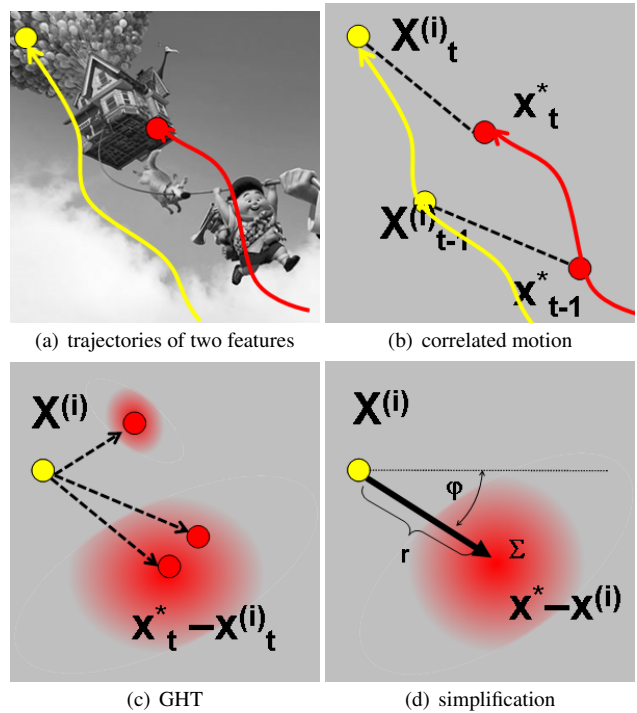 X(i)t
x*t
X(i)t-1
x*t-1
(a) trajectories of two features
(b) correlated motion
X(i)
x*t –x(i)t
X(i)
φ
r
Σ
x*–x(i)
(c) GHT
(d) simplification